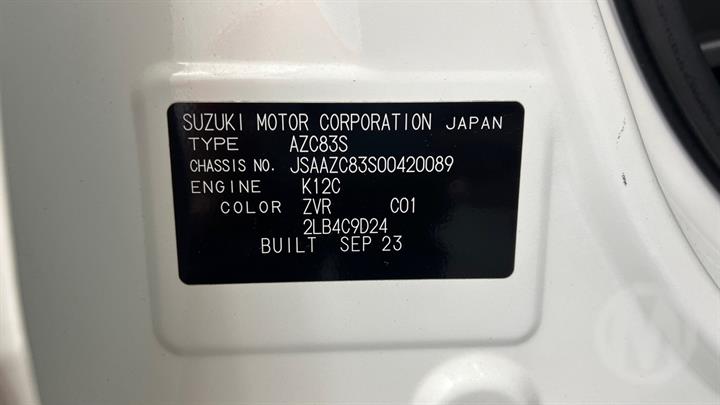 SUZUKI MOTOR CORPORATION JAPAN
TYPE AZC83S
CHASSIS NO. JSAAZC83S00420089
ENGINE K12C
COLOR ZVR C01
2LB4C9D24
BUILT SEP 23